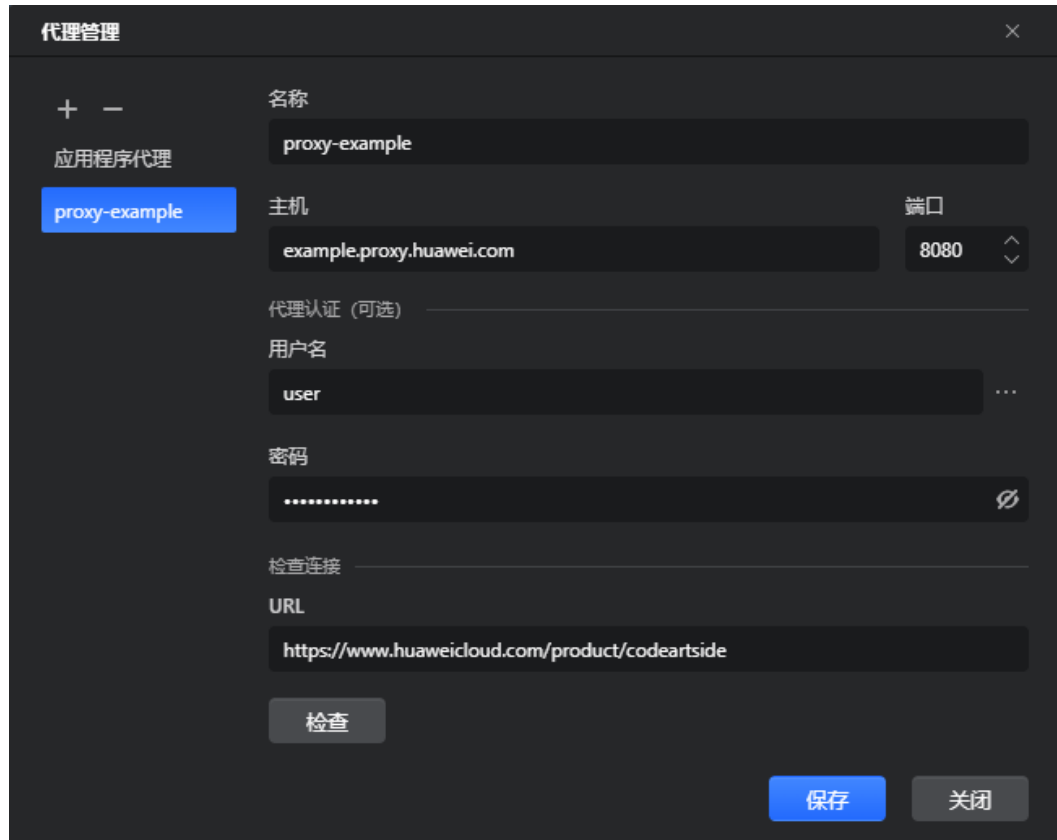 代理管理
应用程序代理
proxy-example
名称
proxy-example
主机
端口
example.proxy.huawei.com
8080
代理认证（可选）
用户名
user
密码
••••••••••••
检查连接
URL
https://www.huaweicloud.com/product/codeartside
检查
保存
关闭